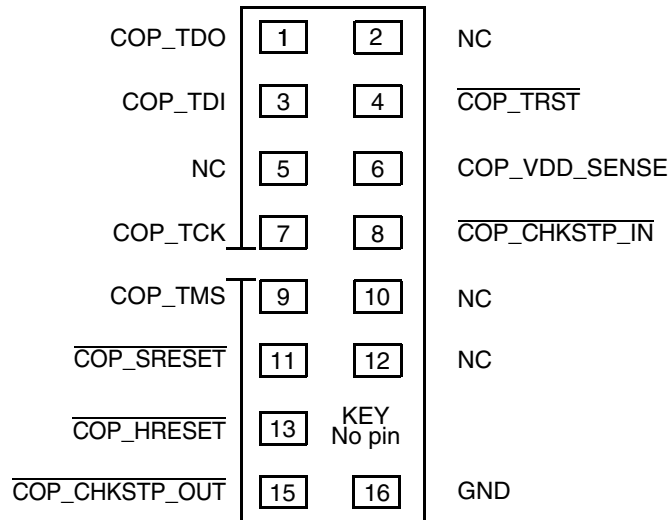 COP_TDO 1 2 NC
COP_TDI 3 4 COP_TRST
NC 5 6 COP_VDD_SENSE
COP_TCK 7 8 COP_CHKSTP_IN
COP_TMS 9 10 NC
COP_SRESET 11 12 NC
COP_HRESET 13 KEY
No pin
COP_CHKSTP_OUT 15 16 GND